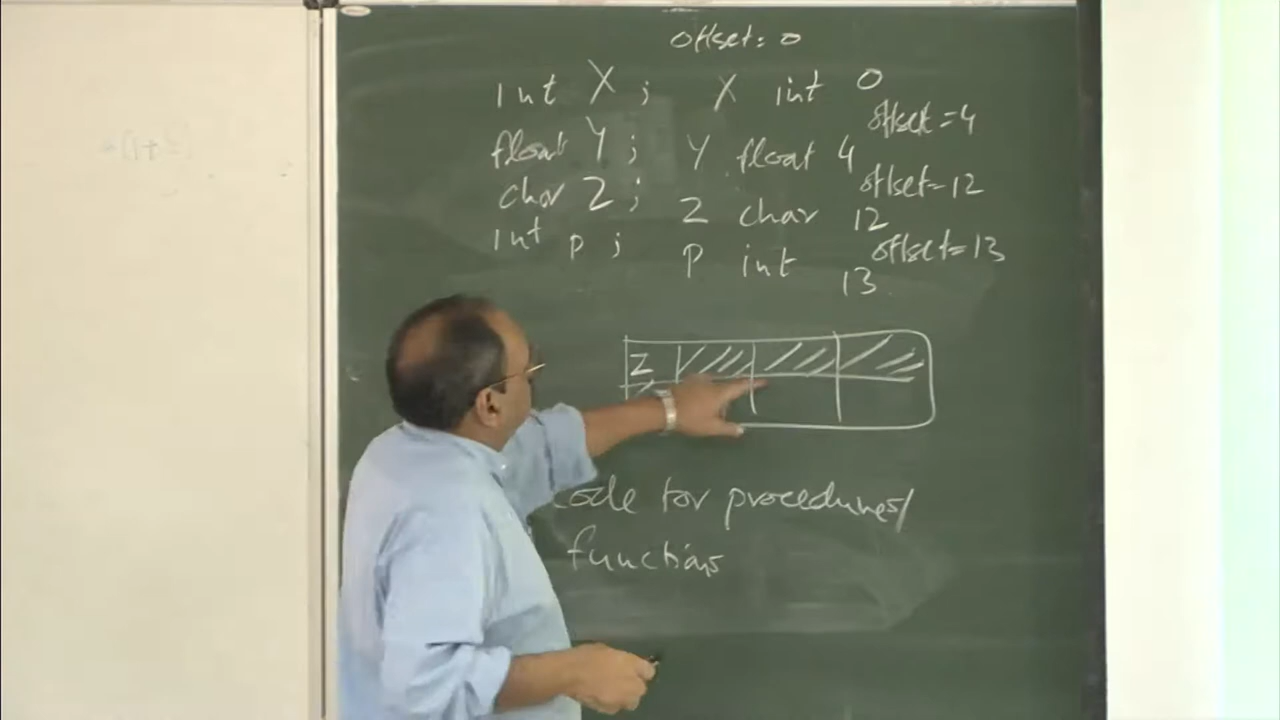 offset = 0
int X ; X int 0
offset = 4
float Y ; Y float 4
offset = 12
char Z ; Z char 12
offset = 13
int p ; P int 13
Z
for procedures/
functions